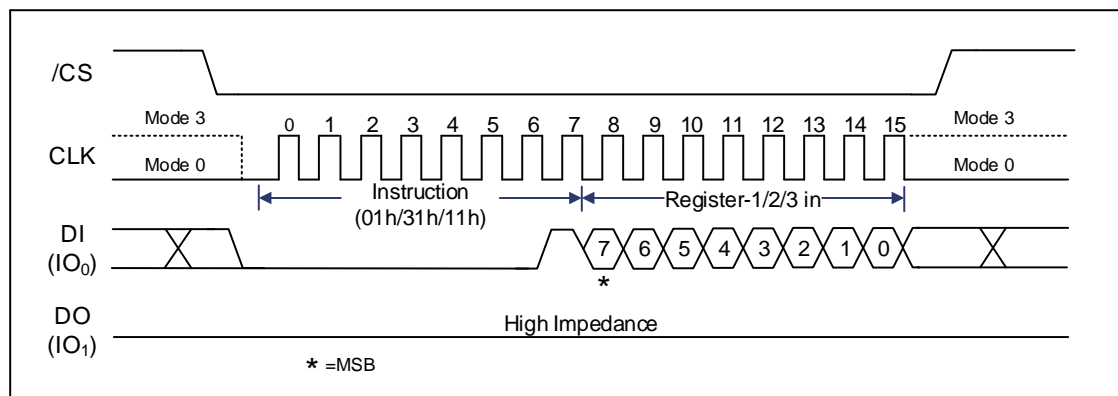 /CS
Mode 3
0 1 2 3 4 5 6 7 8 9 10 11 12 13 14 15
Mode 3
CLK
Mode 0
Mode 0
Instruction
(01h/31h/11h)
Register-1/2/3 in
DI
(IO₀)
7 6 5 4 3 2 1 0
*
DO
(IO₁)
High Impedance
* =MSB